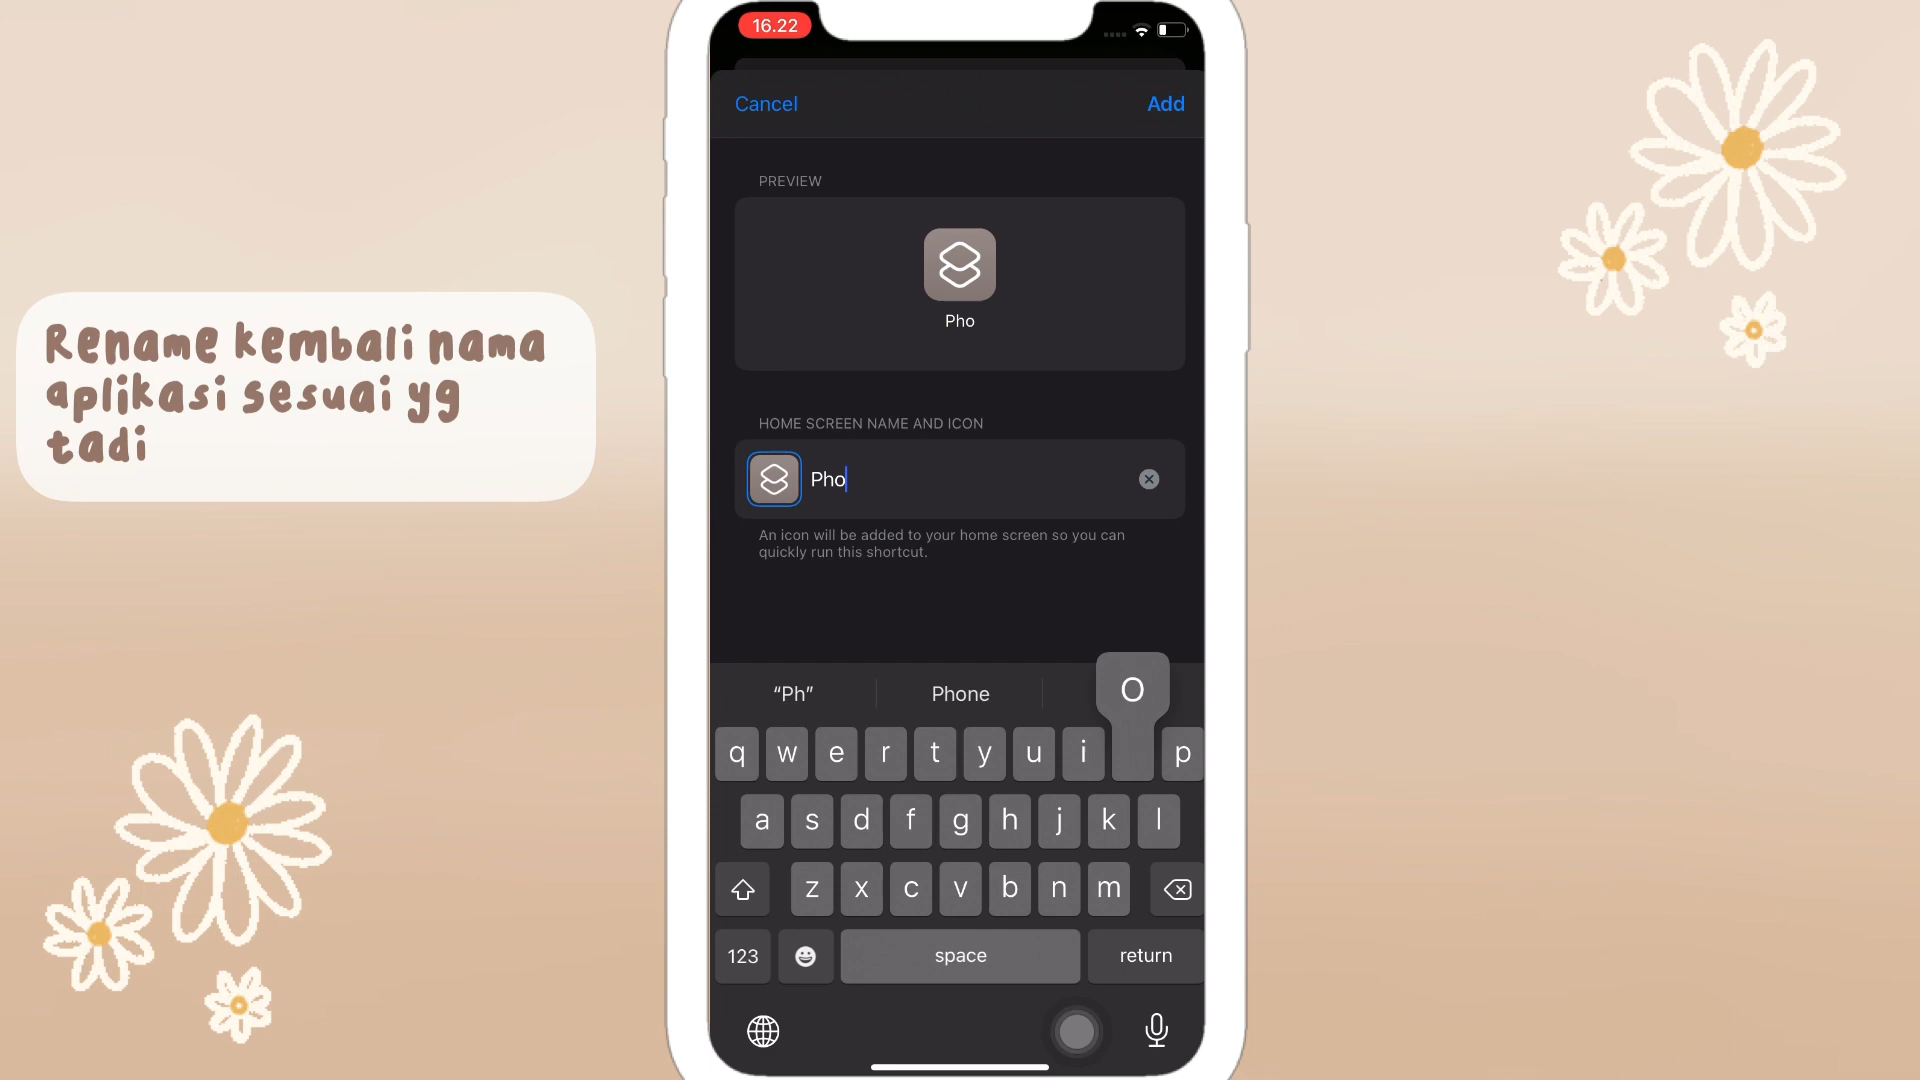 Rename kembali nama
aplikasi sesuai yg
tadi
16.22
Cancel
Add
PREVIEW
Pho
HOME SCREEN NAME AND ICON
Pho
An icon will be added to your home screen so you can
quickly run this shortcut.
“Ph”
Phone
O
q w e r t y u i p
a s d f g h j k l
z x c v b n m
123
space
return